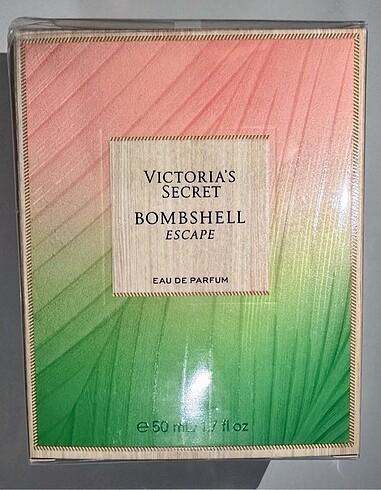 VICTORIA'S
SECRET
BOMBSHELL
ESCAPE
EAU DE PARFUM
℮ 50 mL/ 1.7 fl oz